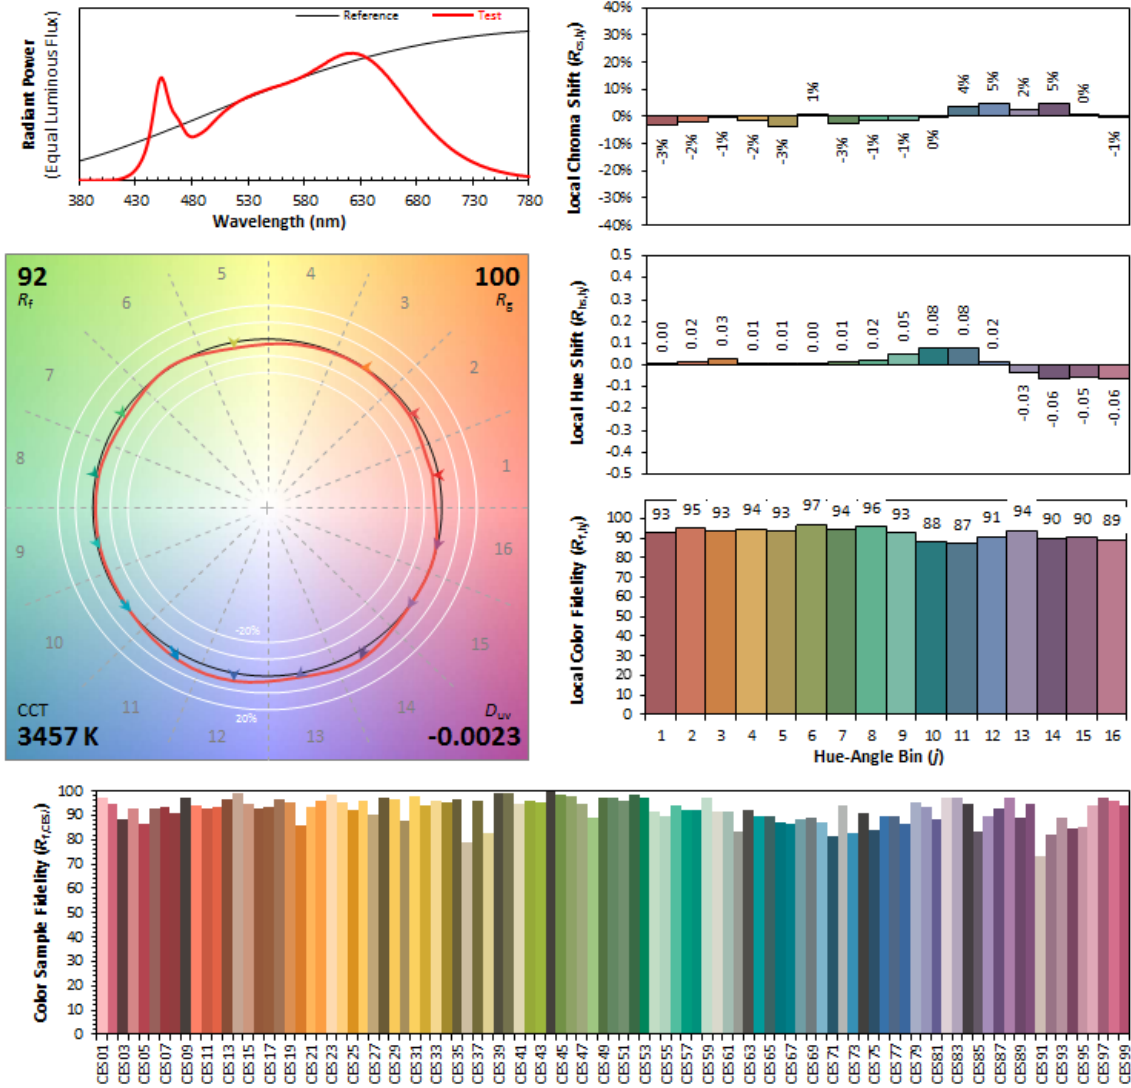 Reference
Test
Radiant Power
(Equal Luminous Flux)
380
430
480
530
580
630
680
730
780
Wavelength (nm)
Local Chroma Shift (Rcs,hj)
40%
30%
20%
10%
0%
-10%
-20%
-30%
-40%
-3%
-2%
-1%
-2%
-3%
1%
-3%
-1%
-1%
0%
4%
5%
2%
5%
0%
-1%
92
Rf
100
Rg
5
4
6
3
7
2
8
1
9
16
10
15
11
14
12
13
-20%
20%
CCT
3457 K
Duv
-0.0023
Local Hue Shift (Rhs,hj)
0.5
0.4
0.3
0.2
0.1
0.0
-0.1
-0.2
-0.3
-0.4
-0.5
0.00
0.02
0.03
0.01
0.01
0.00
0.01
0.02
0.05
0.08
0.08
0.02
-0.03
-0.06
-0.05
-0.06
Local Color Fidelity (Rf,hj)
100
90
80
70
60
50
40
30
20
10
0
93
95
93
94
93
97
94
96
93
88
87
91
94
90
90
89
1
2
3
4
5
6
7
8
9
10
11
12
13
14
15
16
Hue-Angle Bin (j)
Color Sample Fidelity (Rf,CESi)
100
90
80
70
60
50
40
30
20
10
0
CES01
CES03
CES05
CES07
CES09
CES11
CES13
CES15
CES17
CES19
CES21
CES23
CES25
CES27
CES29
CES31
CES33
CES35
CES37
CES39
CES41
CES43
CES45
CES47
CES49
CES51
CES53
CES55
CES57
CES59
CES61
CES63
CES65
CES67
CES69
CES71
CES73
CES75
CES77
CES79
CES81
CES83
CES85
CES87
CES89
CES91
CES93
CES95
CES97
CES99